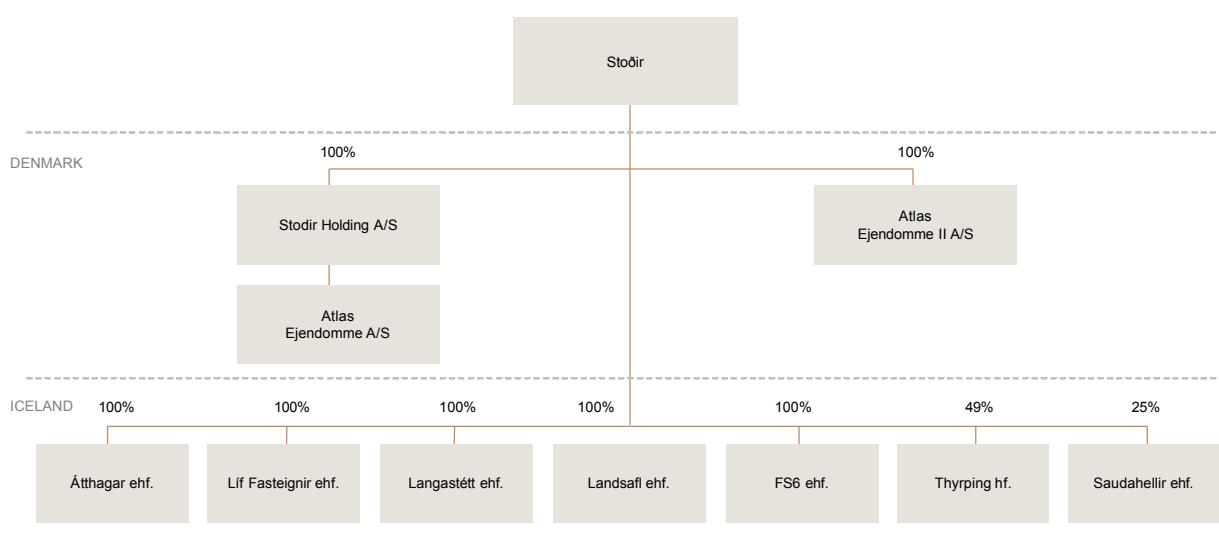 Stoðir
DENMARK
100%
100%
Stodir Holding A/S
Atlas
Ejendomme II A/S
Atlas
Ejendomme A/S
ICELAND
100%
100%
100%
100%
100%
49%
25%
Átthagar ehf.
Líf Fasteignir ehf.
Langastétt ehf.
Landsafl ehf.
FS6 ehf.
Thyrping hf.
Saudahellir ehf.